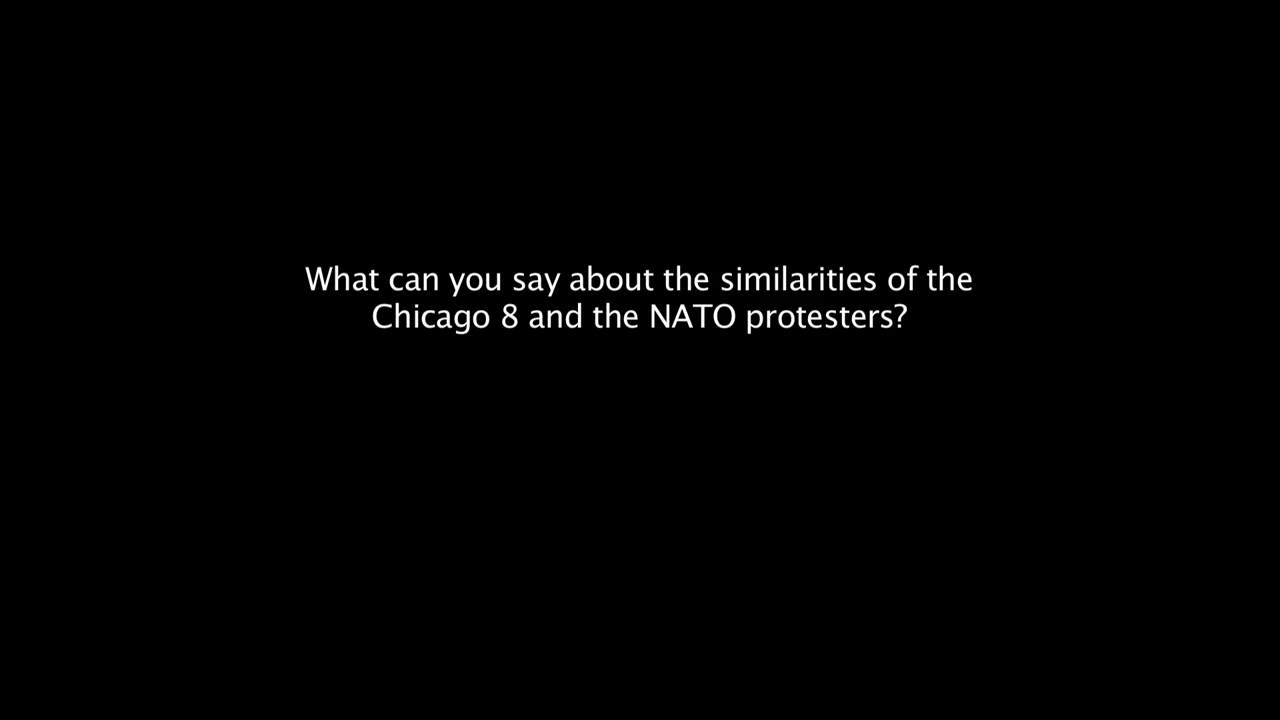 What can you say about the similarities of the
Chicago 8 and the NATO protesters?